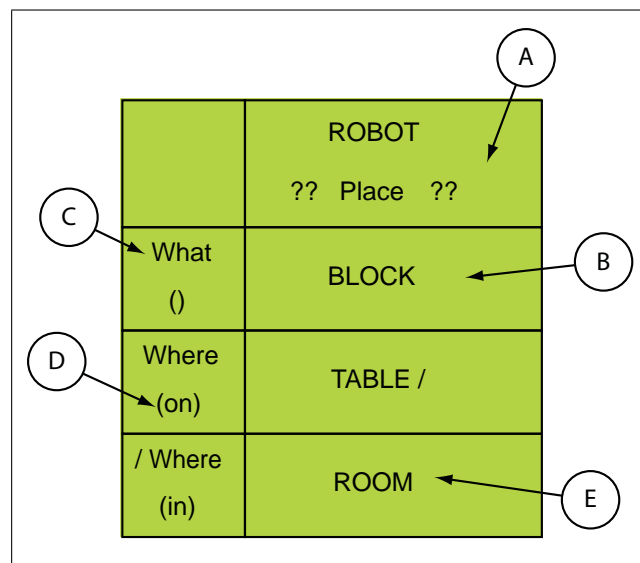 A
ROBOT
?? Place ??
C
What
()
BLOCK
B
D
Where
(on)
TABLE /
/ Where
(in)
ROOM
E